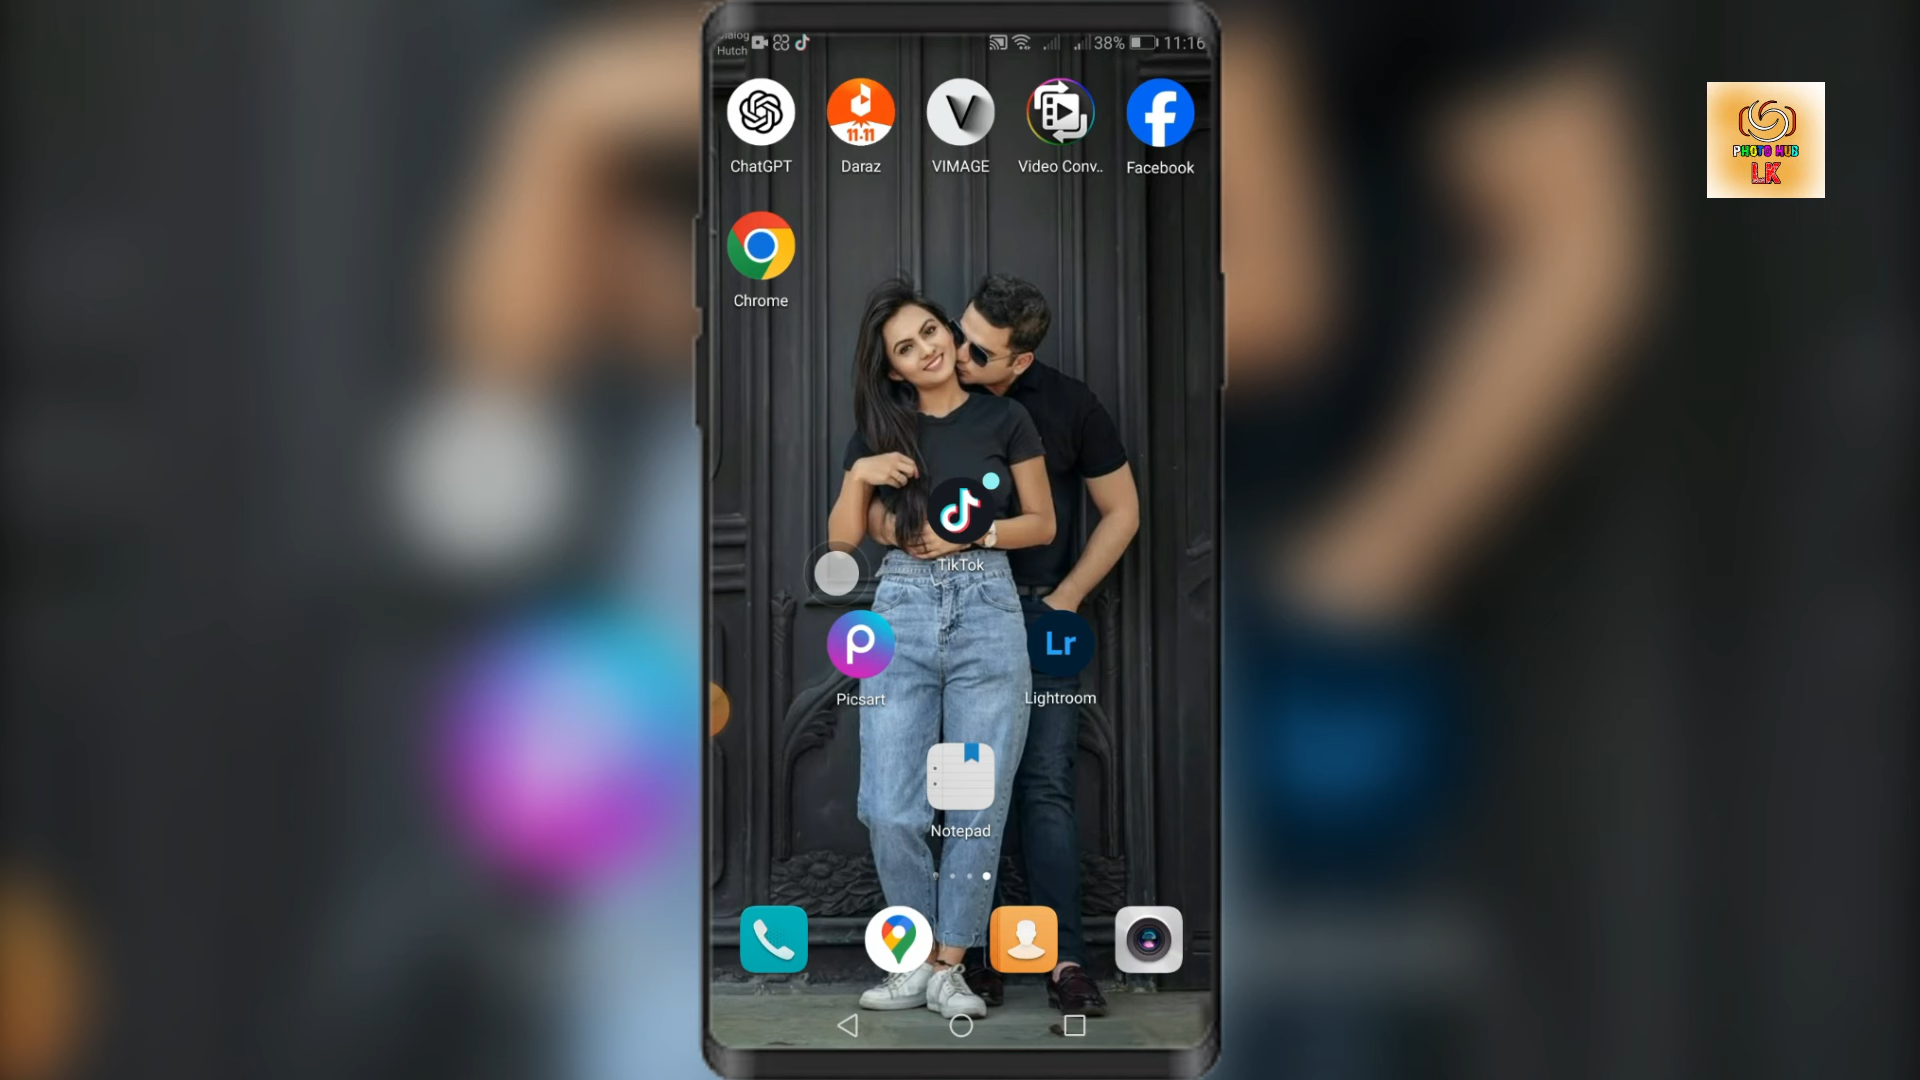 Dialog
Hutch
38% 11:16
11.11
ChatGPT Daraz VIMAGE Video Conv.. Facebook
PHOTO HUB
LK
Chrome
TikTok
Lr
Picsart Lightroom
Notepad